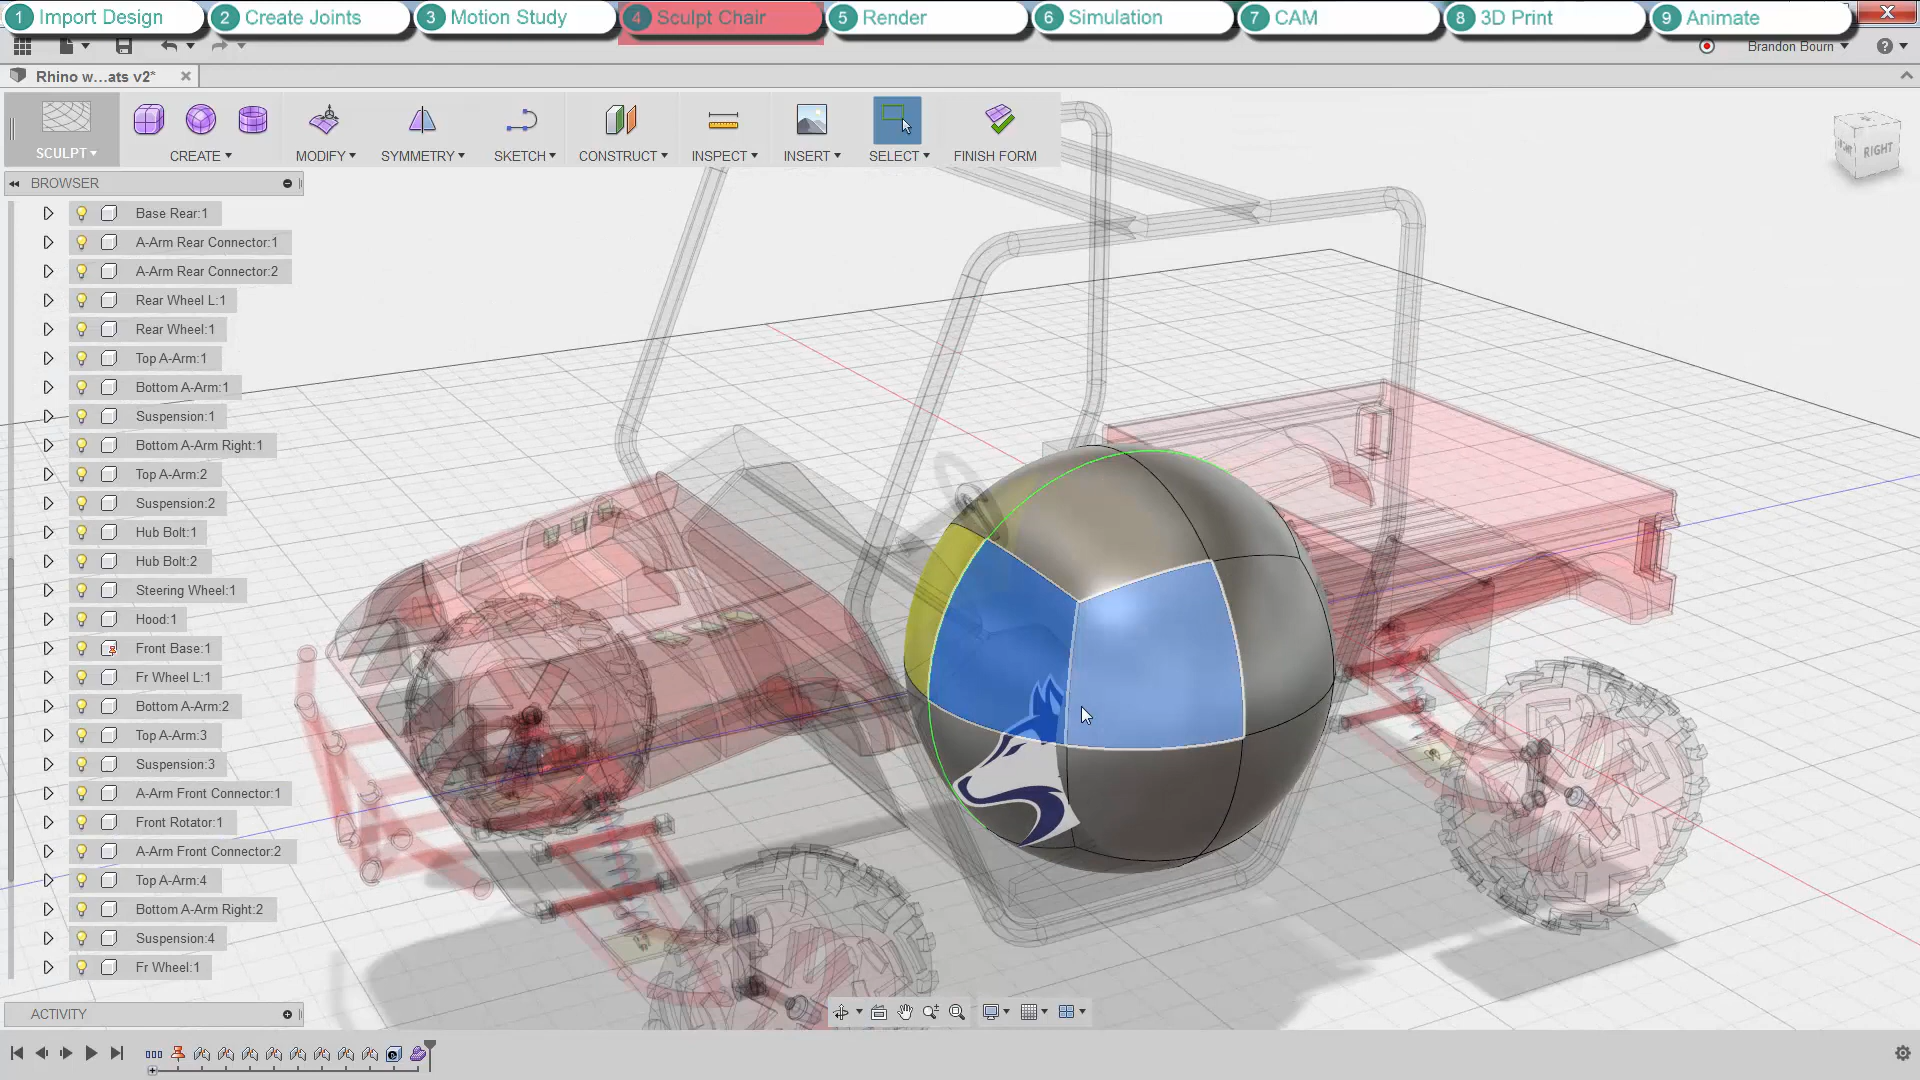 1 Import Design 2 Create Joints 3 Motion Study 4 Sculpt Chair 5 Render 6 Simulation 7 CAM 8 3D Print 9 Animate
Brandon Bourn
Rhino w...ats v2*
SCULPT CREATE MODIFY SYMMETRY SKETCH CONSTRUCT INSPECT INSERT SELECT FINISH FORM
RIGHT
BROWSER
Base Rear:1
A-Arm Rear Connector:1
A-Arm Rear Connector:2
Rear Wheel L:1
Rear Wheel:1
Top A-Arm:1
Bottom A-Arm:1
Suspension:1
Bottom A-Arm Right:1
Top A-Arm:2
Suspension:2
Hub Bolt:1
Hub Bolt:2
Steering Wheel:1
Hood:1
Front Base:1
Fr Wheel L:1
Bottom A-Arm:2
Top A-Arm:3
Suspension:3
A-Arm Front Connector:1
Front Rotator:1
A-Arm Front Connector:2
Top A-Arm:4
Bottom A-Arm Right:2
Suspension:4
Fr Wheel:1
ACTIVITY